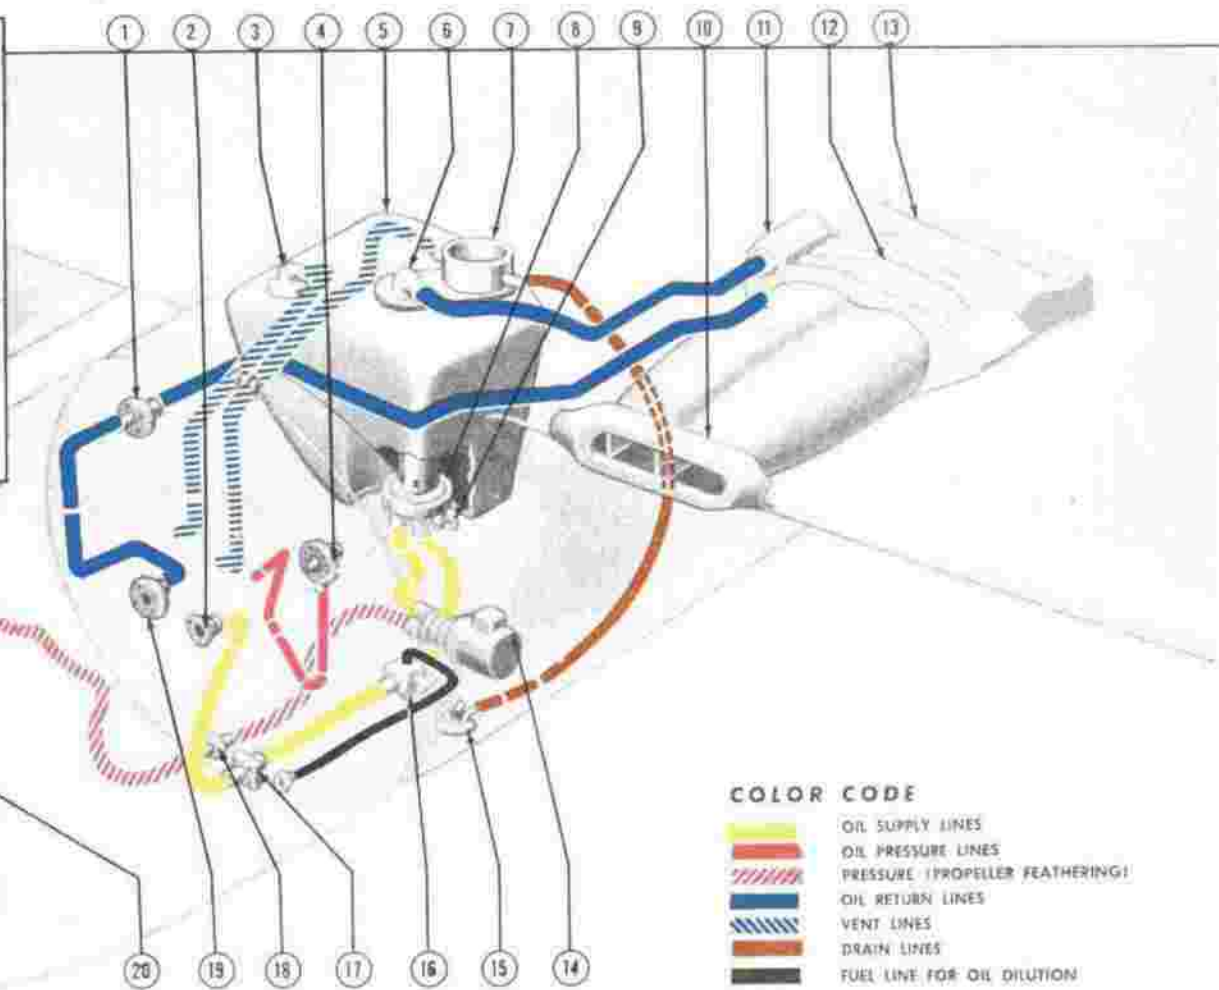 1 2 3 4 5 6 7 8 9 10 11 12 13
COLOR CODE
OIL SUPPLY LINES
OIL PRESSURE LINES
PRESSURE (PROPELLER FEATHERING)
OIL RETURN LINES
VENT LINES
DRAIN LINES
FUEL LINE FOR OIL DILUTION
20 19 18 17 16 15 14